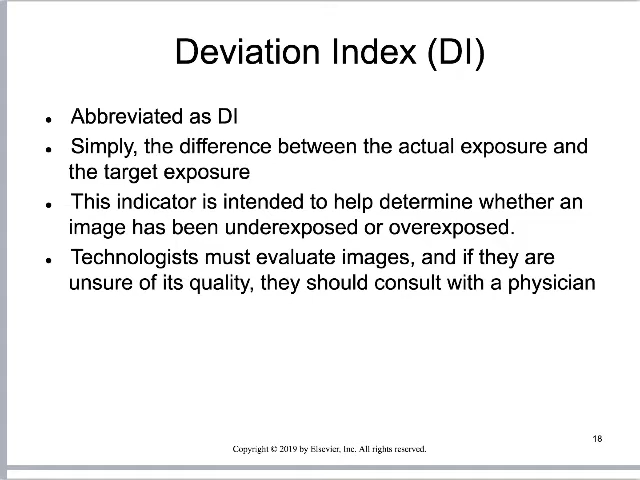 Deviation Index (DI)
• Abbreviated as DI
• Simply, the difference between the actual exposure and
the target exposure
• This indicator is intended to help determine whether an
image has been underexposed or overexposed.
• Technologists must evaluate images, and if they are
unsure of its quality, they should consult with a physician
18
Copyright © 2019 by Elsevier, Inc. All rights reserved.